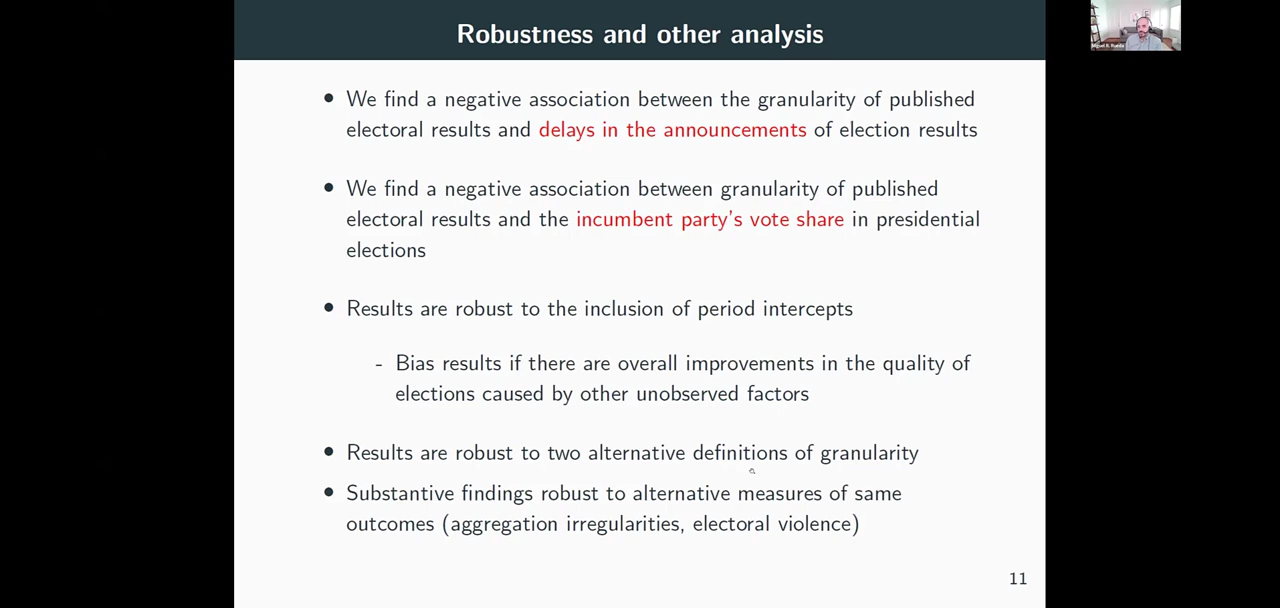 Robustness and other analysis
Miguel R. Rueda
• We find a negative association between the granularity of published
electoral results and delays in the announcements of election results
• We find a negative association between granularity of published
electoral results and the incumbent party's vote share in presidential
elections
• Results are robust to the inclusion of period intercepts
- Bias results if there are overall improvements in the quality of
elections caused by other unobserved factors
• Results are robust to two alternative definitions of granularity
• Substantive findings robust to alternative measures of same
outcomes (aggregation irregularities, electoral violence)
11